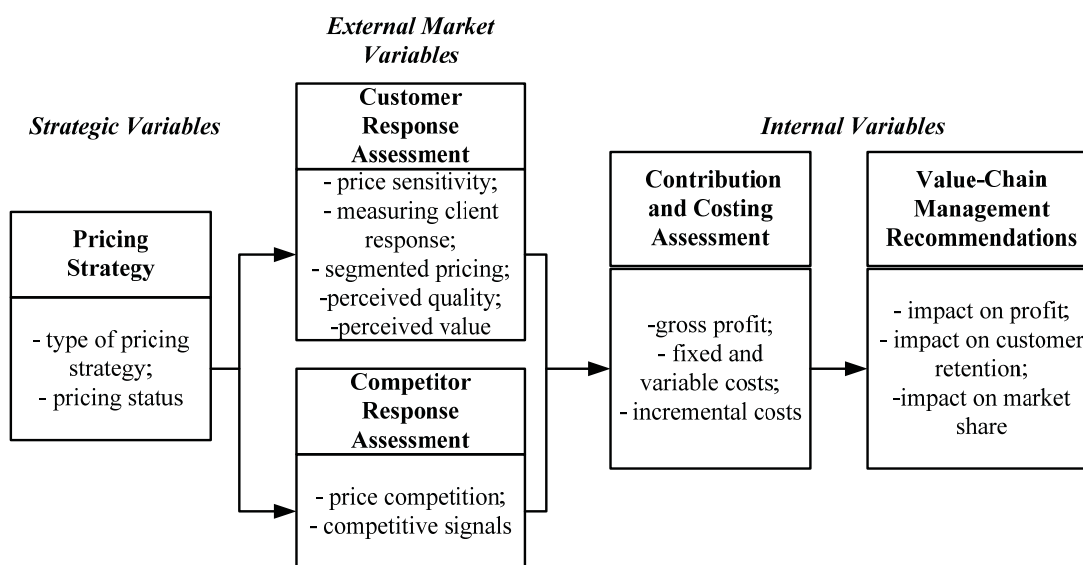 Strategic Variables
Pricing
Strategy
- type of pricing
strategy;
- pricing status
External Market
Variables
Customer
Response
Assessment
- price sensitivity;
- measuring client
response;
- segmented pricing;
-perceived quality;
-perceived value
Competitor
Response
Assessment
- price competition;
- competitive signals
Internal Variables
Contribution
and Costing
Assessment
-gross profit;
- fixed and
variable costs;
- incremental costs
Value-Chain
Management
Recommendations
- impact on profit;
- impact on customer
retention;
-impact on market
share